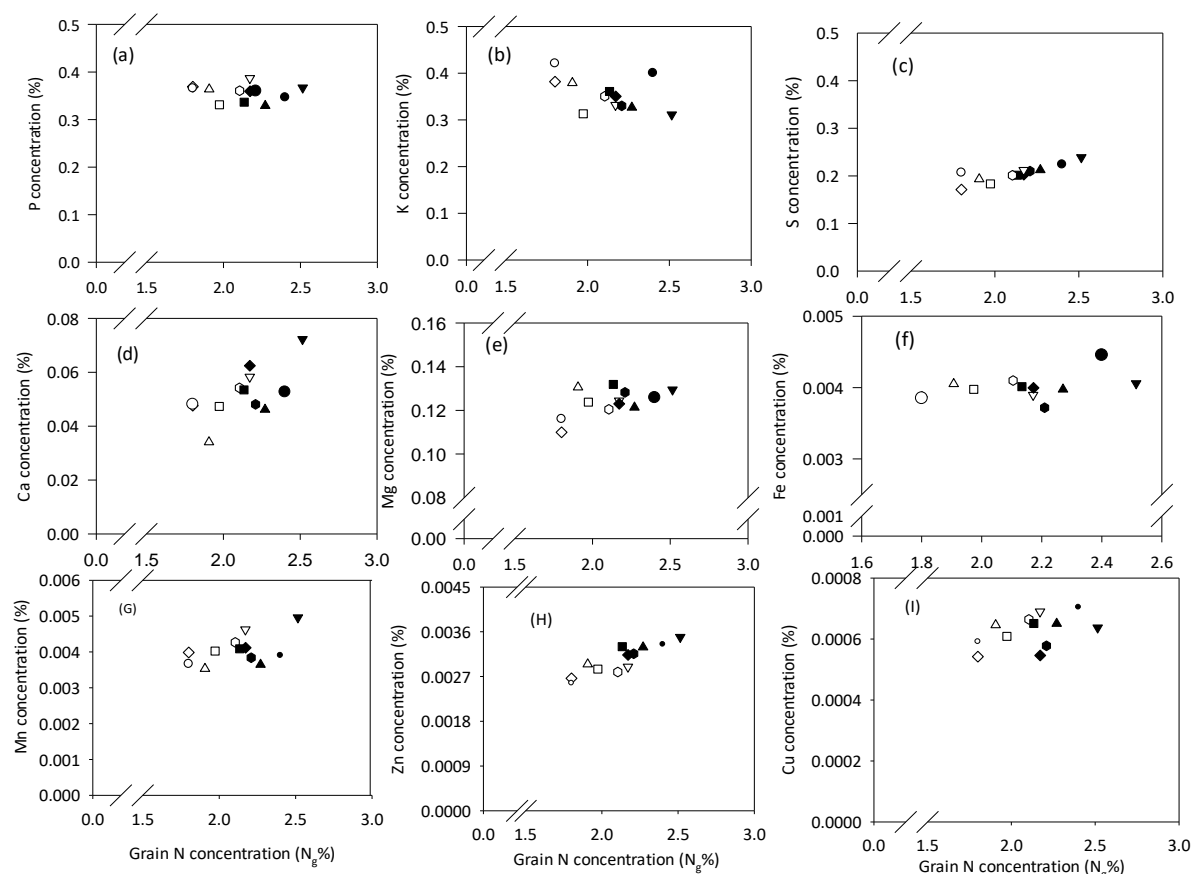 (a)
P concentration (%)
0.5
0.4
0.3
0.2
0.1
0.0
0.0 1.5 2.0 2.5 3.0
(b)
K concentration (%)
0.5
0.4
0.3
0.2
0.1
0.0
0.0 1.5 2.0 2.5 3.0
(c)
S concentration (%)
0.5
0.4
0.3
0.2
0.1
0.0
0.0 1.5 2.0 2.5 3.0
(d)
Ca concentration (%)
0.08
0.06
0.04
0.02
0.00
0.0 1.5 2.0 2.5 3.0
(e)
Mg concentration (%)
0.16
0.14
0.12
0.10
0.08
0.00
0.0 1.5 2.0 2.5 3.0
(f)
Fe concentration (%)
0.005
0.004
0.003
0.001
0.000
1.6 1.8 2.0 2.2 2.4 2.6
(G)
Mn concentration (%)
0.006
0.005
0.004
0.003
0.002
0.001
0.000
0.0 1.5 2.0 2.5 3.0
Grain N concentration (Ng%)
(H)
Zn concentration (%)
0.0045
0.0036
0.0027
0.0018
0.0009
0.0000
0.0 1.5 2.0 2.5 3.0
Grain N concentration (Ng%)
(I)
Cu concentration (%)
0.0008
0.0006
0.0004
0.0002
0.0000
0.0 1.5 2.0 2.5 3.0
Grain N concentration (Ng%)